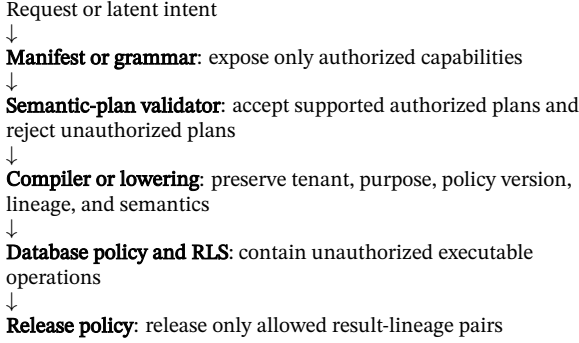 Request or latent intent
↓
Manifest or grammar: expose only authorized capabilities
↓
Semantic-plan validator: accept supported authorized plans and
reject unauthorized plans
↓
Compiler or lowering: preserve tenant, purpose, policy version,
lineage, and semantics
↓
Database policy and RLS: contain unauthorized executable
operations
↓
Release policy: release only allowed result-lineage pairs